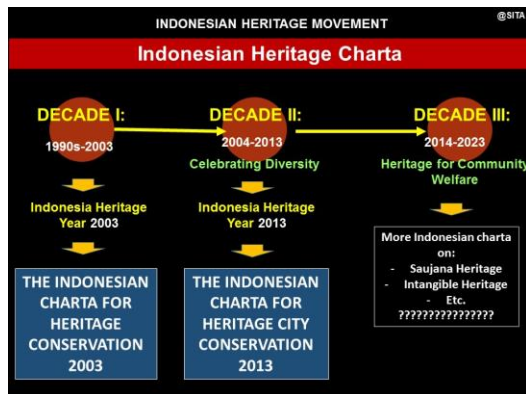 @SITA
INDONESIAN HERITAGE MOVEMENT
Indonesian Heritage Charta
DECADE I:
1990s-2003
Indonesia Heritage
Year 2003
THE INDONESIAN
CHARTA FOR
HERITAGE
CONSERVATION
2003
DECADE II:
2004-2013
Celebrating Diversity
Indonesia Heritage
Year 2013
THE INDONESIAN
CHARTA FOR
HERITAGE CITY
CONSERVATION
2013
DECADE III:
2014-2023
Heritage for Community
Welfare
More Indonesian charta
on:
- Saujana Heritage
- Intangible Heritage
- Etc.
????????????????